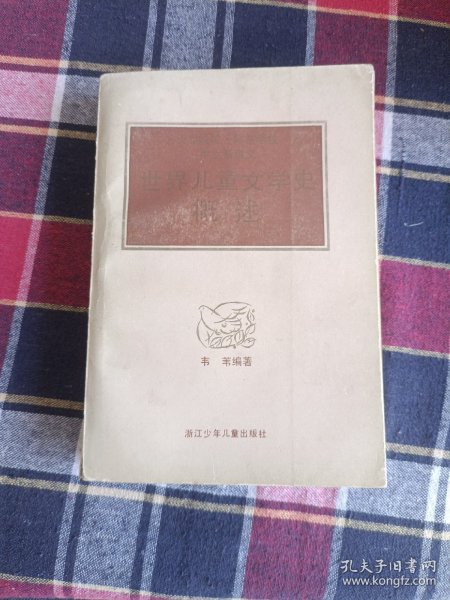 世界儿童文学史
概述
韦 苇编著
浙江少年儿童出版社
孔夫子旧书网
www.kongfz.com